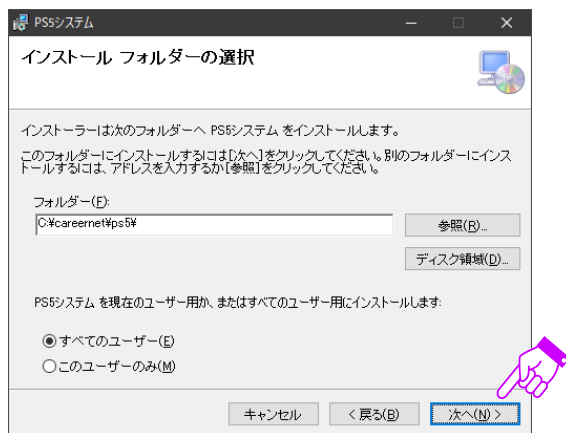 PS5システム
インストール フォルダーの選択
インストーラーは次のフォルダーへ PS5システム をインストールします。
このフォルダーにインストールするには[次へ]をクリックしてください。別のフォルダーにインス
トールするには、アドレスを入力するか[参照]をクリックしてください。
フォルダー(F):
C:¥careernet¥ps5¥
参照(R)...
ディスク領域(D)...
PS5システム を現在のユーザー用か、またはすべてのユーザー用にインストールします:
すべてのユーザー(E)
このユーザーのみ(M)
キャンセル
< 戻る(B)
次へ(N) >